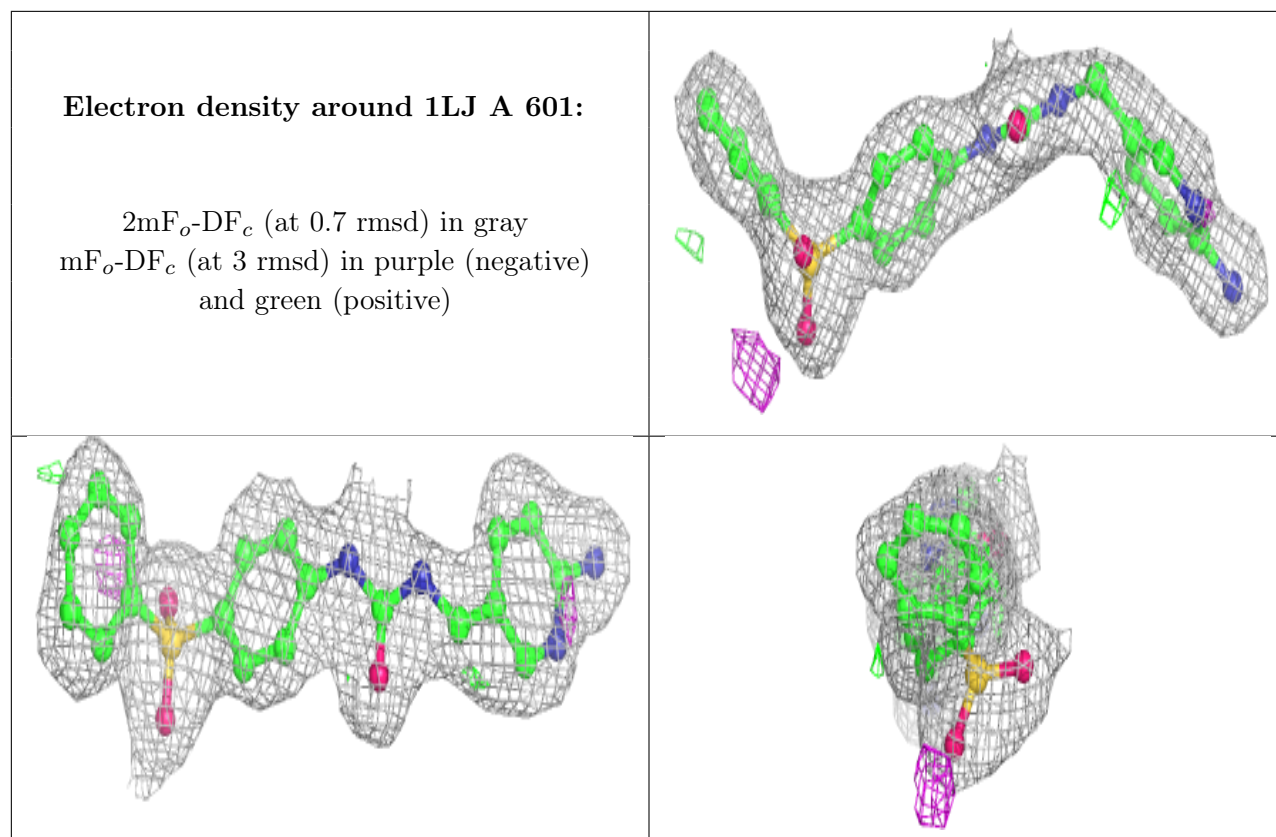 Electron density around 1LJ A 601:
2mFₒ-DF𝒸 (at 0.7 rmsd) in gray
mFₒ-DF𝒸 (at 3 rmsd) in purple (negative)
and green (positive)